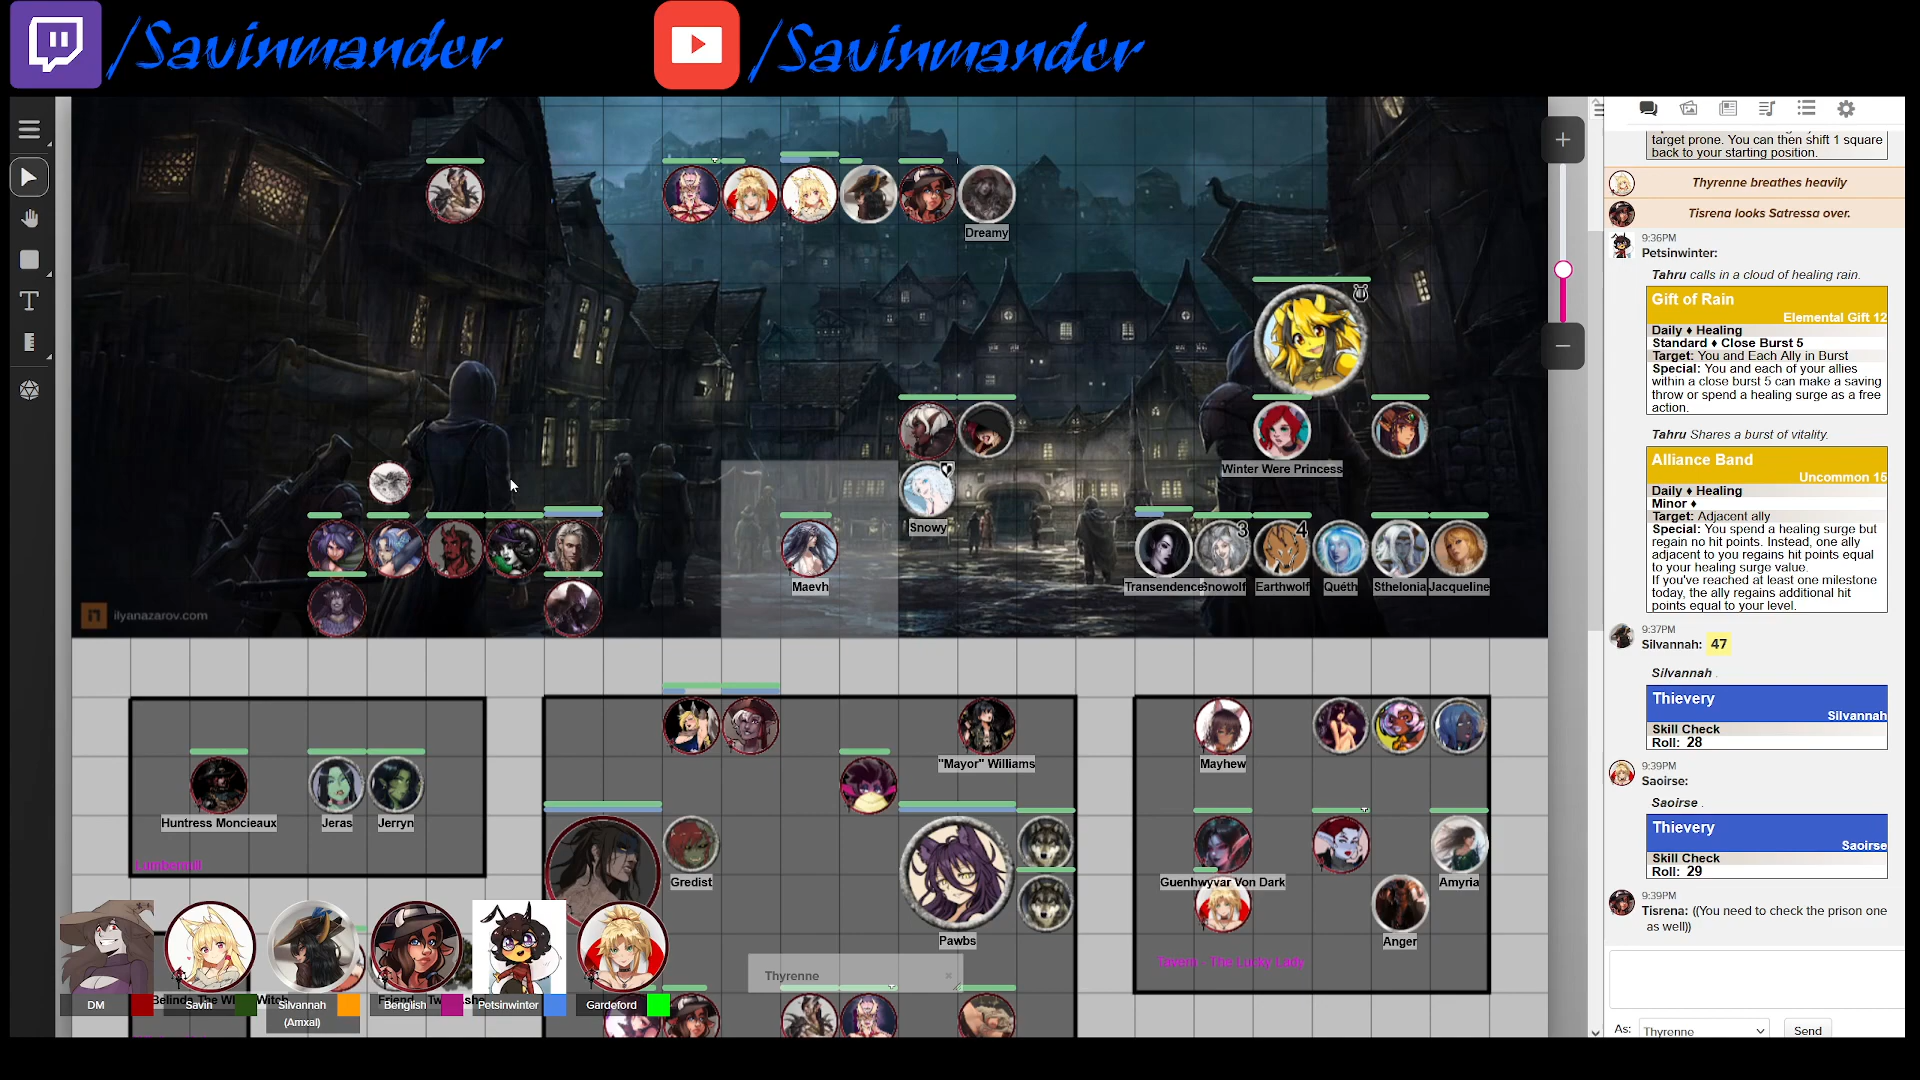 /Savinmander
/Savinmander
target prone. You can then shift 1 square
back to your starting position.
Thyrenne breathes heavily
Tisrena looks Satressa over.
9:36PM
Petsinwinter:
Tahru calls in a cloud of healing rain.
Gift of Rain
Elemental Gift 12
Daily ♦ Healing
Standard ♦ Close Burst 5
Target: You and Each Ally in Burst
Special: You and each of your allies
within a close burst 5 can make a saving
throw or spend a healing surge as a free
action.
Tahru Shares a burst of vitality.
Alliance Band
Uncommon 15
Daily ♦ Healing
Minor ♦
Target: Adjacent ally
Special: You spend a healing surge but
regain no hit points. Instead, one ally
adjacent to you regains hit points equal
to your healing surge value.
If you've reached at least one milestone
today, the ally regains additional hit
points equal to your level.
9:37PM
Silvannah: 47
Silvannah .
Thievery
Silvannah
Skill Check
Roll: 28
9:39PM
Saoirse:
Saoirse .
Thievery
Saoirse
Skill Check
Roll: 29
9:39PM
Tisrena: ((You need to check the prison one
as well))
As: Thyrenne Send
Dreamy
Winter Were Princess
Snowy
Maevh
3
4
Transendence
Snowolf
Earthwolf
Quéth
Sthelonia
Jacqueline
ilyanazarov.com
Huntress Moncieaux
Jeras
Jerryn
Lumbermill
"Mayor" Williams
Gredist
Pawbs
Thyrenne
Mayhew
Guenhwyvar Von Dark
Amyria
Anger
Tavern - The Lucky Lady
DM
Savin
Silvannah
(Amxal)
Benglish
Petsinwinter
Gardeford